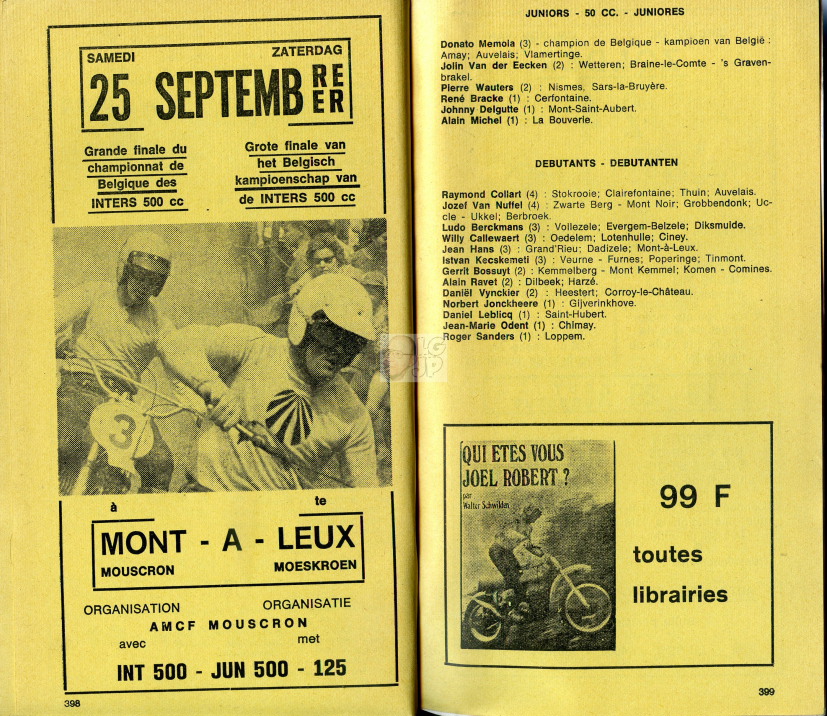 SAMEDI ZATERDAG
25 SEPTEMB RE ER
Grande finale du
championnat de
Belgique des
INTERS 500 cc
Grote finale van
het Belgisch
kampioenschap van
de INTERS 500 cc
3
à te
MONT - A - LEUX
MOUSCRON MOESKROEN
ORGANISATION ORGANISATIE
AMCF MOUSCRON
avec met
INT 500 - JUN 500 - 125
398
JUNIORS - 50 CC. - JUNIORES
Donato Memola (3) - champion de Belgique - kampioen van België :
Amay; Auvelais; Vlamertinge.
Jolin Van der Eecken (2) : Wetteren; Braine-le-Comte - 's Graven-
brakel.
Pierre Wauters (2) : Nismes, Sars-la-Bruyère.
René Bracke (1) : Cerfontaine.
Johnny Delgutte (1) : Mont-Saint-Aubert.
Alain Michel (1) : La Bouverie.
DEBUTANTS - DEBUTANTEN
Raymond Collart (4) : Stokrooie; Clairefontaine; Thuin; Auvelais.
Jozef Van Nuffel (4) : Zwarte Berg - Mont Noir; Grobbendonk; Uc-
cle - Ukkel; Berbroek.
Ludo Berckmans (3) : Vollezele; Evergem-Belzele; Diksmuide.
Willy Callewaert (3) : Oedelem; Lotenhulle; Ciney.
Jean Hans (3) : Grand'Rieu; Dadizele; Mont-à-Leux.
Istvan Kecskemeti (3) : Veurne - Furnes; Poperinge; Tinmont.
Gerrit Bossuyt (2) : Kemmelberg - Mont Kemmel; Komen - Comines.
Alain Ravet (2) : Dilbeek; Harzé.
Daniël Vynckier (2) : Heestert; Corroy-le-Château.
Norbert Jonckheere (1) : Gijverinkhove.
Daniel Leblicq (1) : Saint-Hubert.
Jean-Marie Odent (1) : Chimay.
Roger Sanders (1) : Loppem.
QUI ETES VOUS
JOEL ROBERT ?
par
Walter Schwilden
99 F
toutes
librairies
399